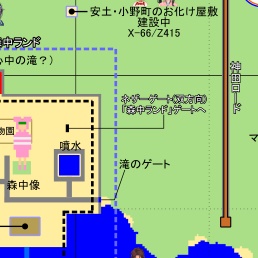 安土・小野町のお化け屋敷
建設中
X-66/Z415
森中ランド
心中の滝?)
ネザーゲート(双方向)
「森中ランド」ゲートへ
神田ロード
物園
噴水
滝のゲート
森中像